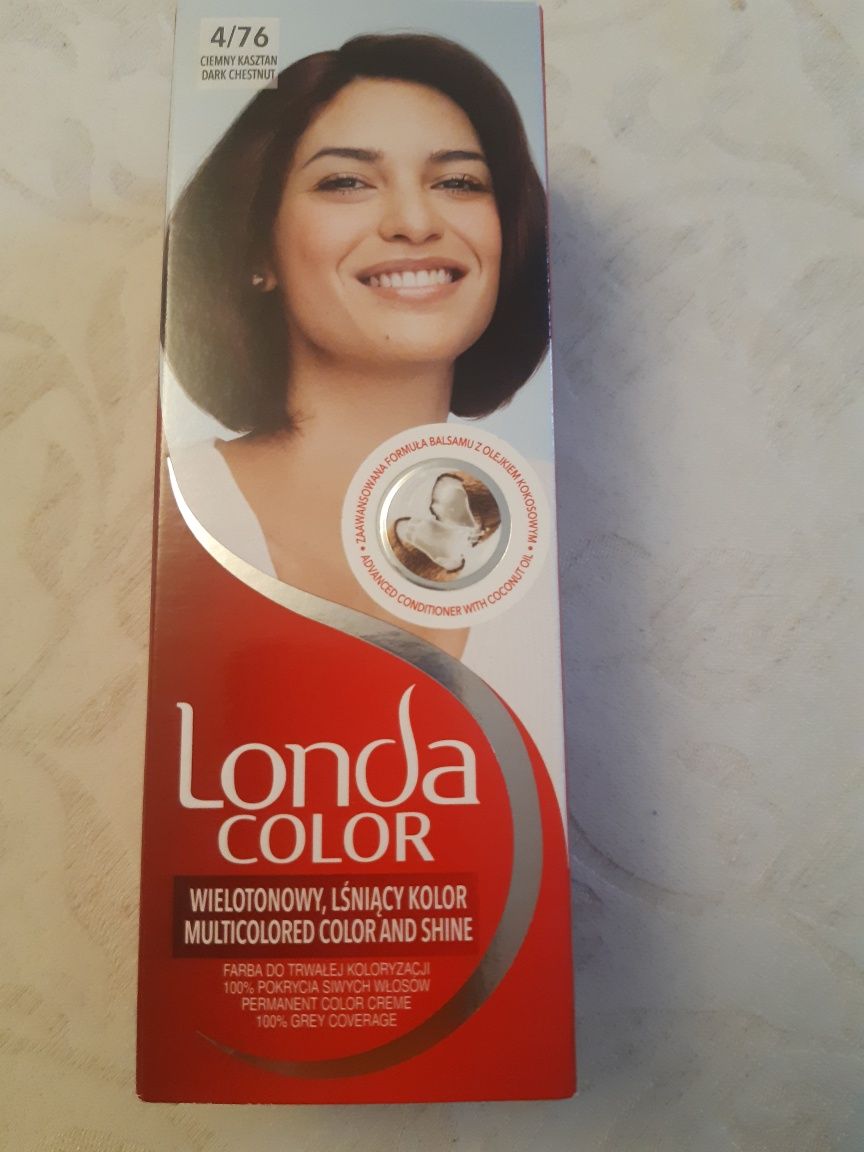 4/76
CIEMNY KASZTAN
DARK CHESTNUT
• ZAAWANSOWANA FORMUŁA BALSAMU Z OLEJKIEM KOKOSOWYM •
ADVANCED CONDITIONER WITH COCONUT OIL
Londa
COLOR
WIELOTONOWY, LŚNIĄCY KOLOR
MULTICOLORED COLOR AND SHINE
FARBA DO TRWAŁEJ KOLORYZACJI
100% POKRYCIA SIWYCH WŁOSÓW
PERMANENT COLOR CREME
100% GREY COVERAGE